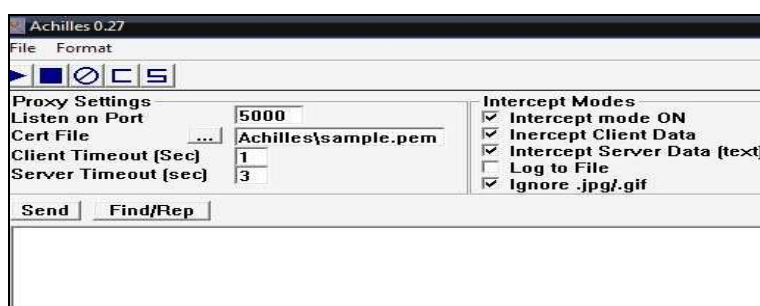 Achilles 0.27
File Format
Proxy Settings
Listen on Port 5000
Cert File ... Achilles\sample.pem
Client Timeout (Sec) 1
Server Timeout (sec) 3
Intercept Modes
Intercept mode ON
Inercept Client Data
Intercept Server Data (text)
Log to File
Ignore .jpg/.gif
Send Find/Rep